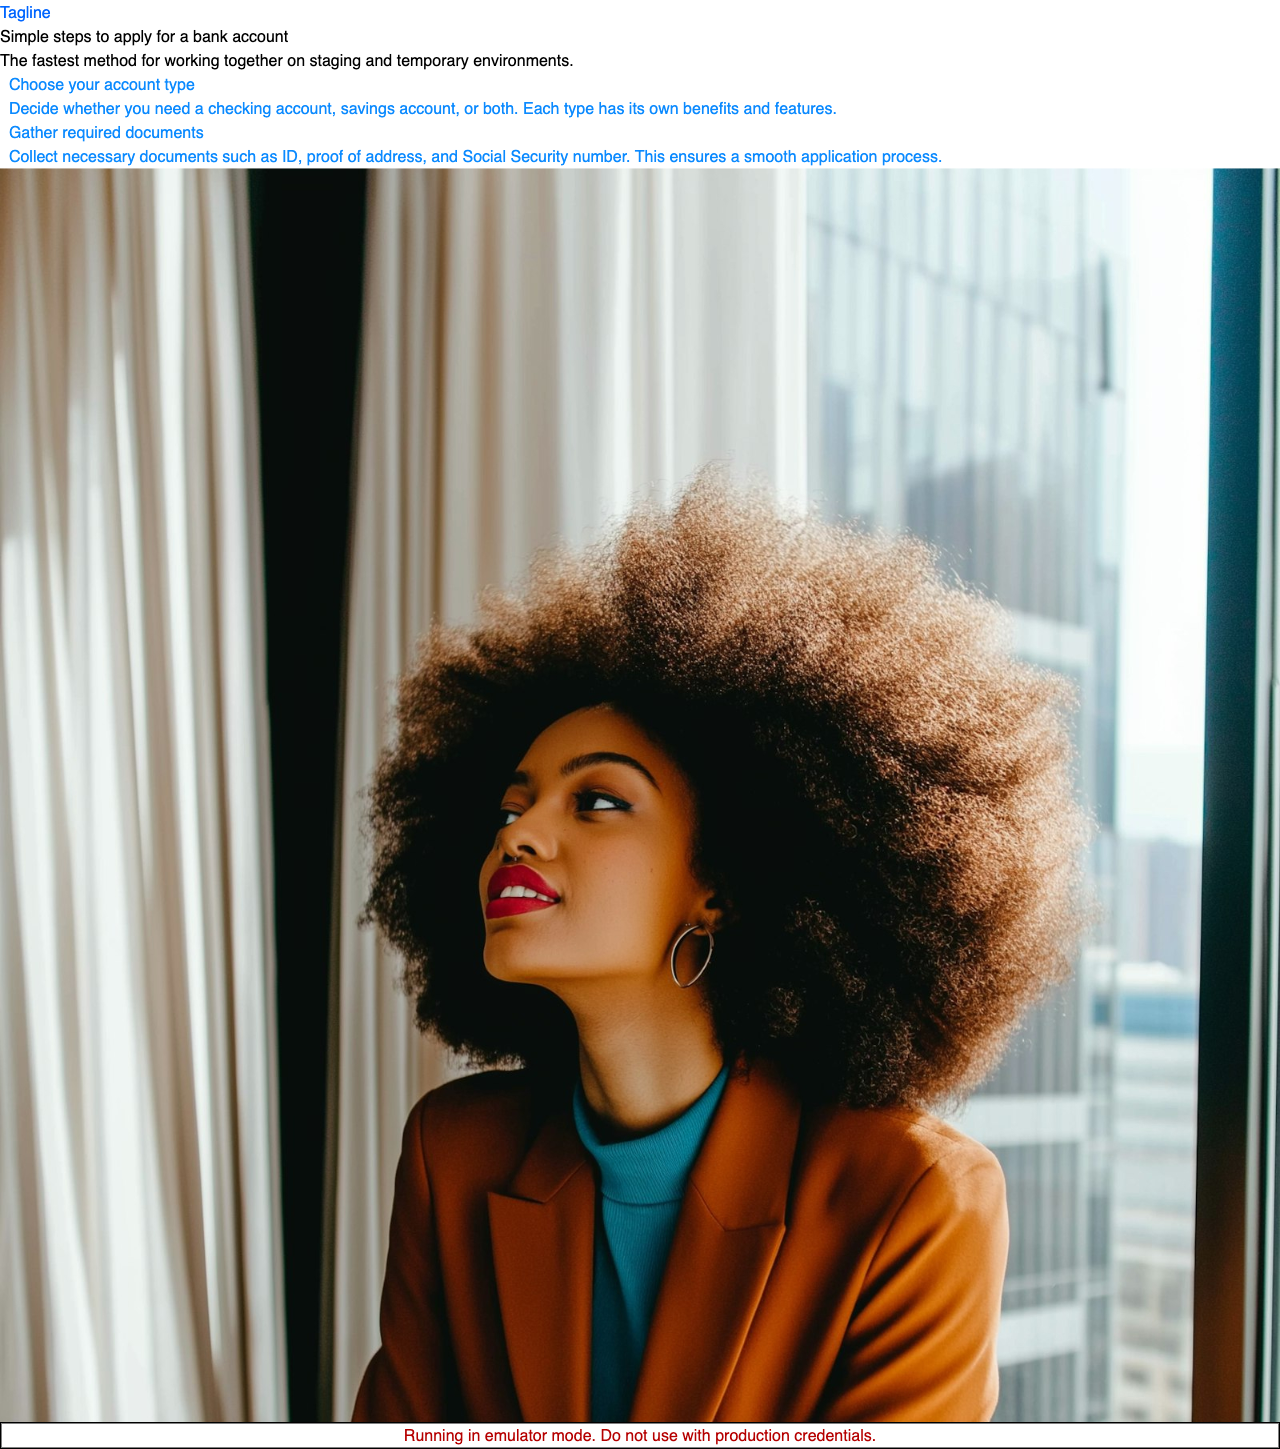 Tagline
Simple steps to apply for a bank account
The fastest method for working together on staging and temporary environments.
Choose your account type
Decide whether you need a checking account, savings account, or both. Each type has its own benefits and features.
Gather required documents
Collect necessary documents such as ID, proof of address, and Social Security number. This ensures a smooth application process.
Running in emulator mode. Do not use with production credentials.